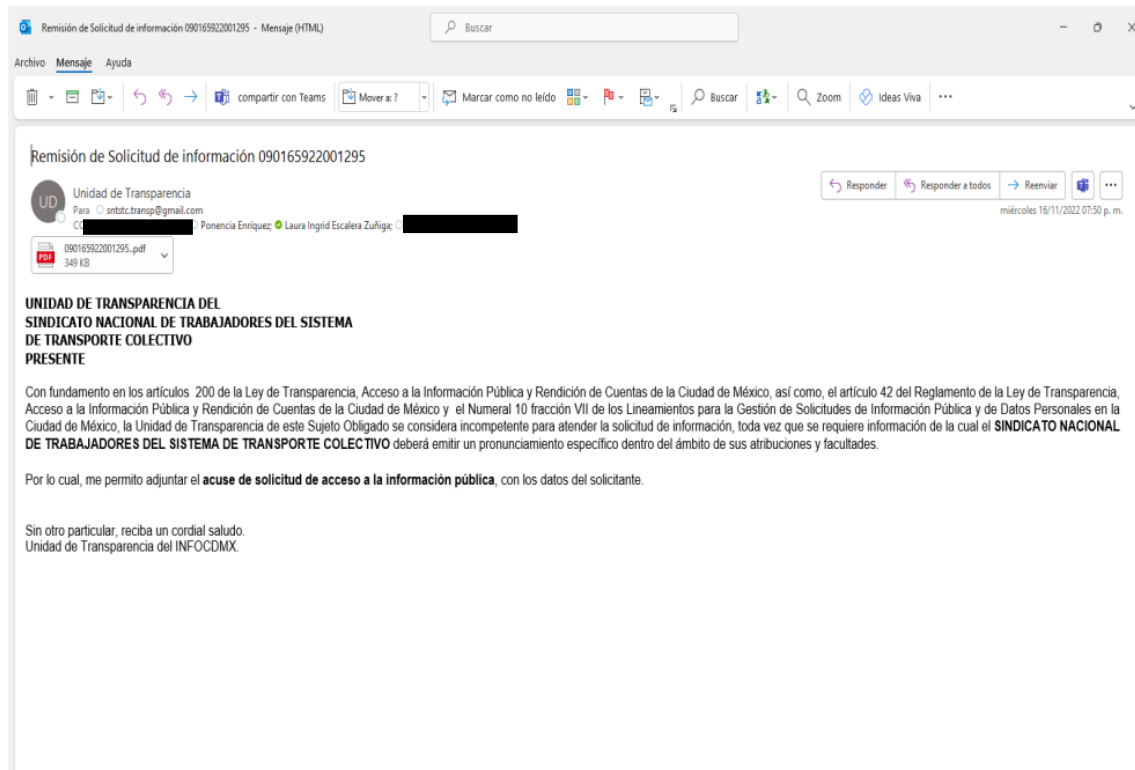 Remisión de Solicitud de información 090165922001295 - Mensaje (HTML)
Buscar
Archivo Mensaje Ayuda
compartir con Teams Mover a: ? Marcar como no leído Buscar Zoom Ideas Viva
Remisión de Solicitud de información 090165922001295
UD
Unidad de Transparencia
Para sntstc.transp@gmail.com
CC Ponencia Enríquez; Laura Ingrid Escalera Zuñiga;
Responder Responder a todos Reenviar
miércoles 16/11/2022 07:50 p. m.
PDF
090165922001295..pdf
349 KB
UNIDAD DE TRANSPARENCIA DEL
SINDICATO NACIONAL DE TRABAJADORES DEL SISTEMA
DE TRANSPORTE COLECTIVO
PRESENTE
Con fundamento en los artículos 200 de la Ley de Transparencia, Acceso a la Información Pública y Rendición de Cuentas de la Ciudad de México, así como, el artículo 42 del Reglamento de la Ley de Transparencia,
Acceso a la Información Pública y Rendición de Cuentas de la Ciudad de México y el Numeral 10 fracción VII de los Lineamientos para la Gestión de Solicitudes de Información Pública y de Datos Personales en la
Ciudad de México, la Unidad de Transparencia de este Sujeto Obligado se considera incompetente para atender la solicitud de información, toda vez que se requiere información de la cual el SINDICATO NACIONAL
DE TRABAJADORES DEL SISTEMA DE TRANSPORTE COLECTIVO deberá emitir un pronunciamiento específico dentro del ámbito de sus atribuciones y facultades.
Por lo cual, me permito adjuntar el acuse de solicitud de acceso a la información pública, con los datos del solicitante.
Sin otro particular, reciba un cordial saludo.
Unidad de Transparencia del INFOCDMX.